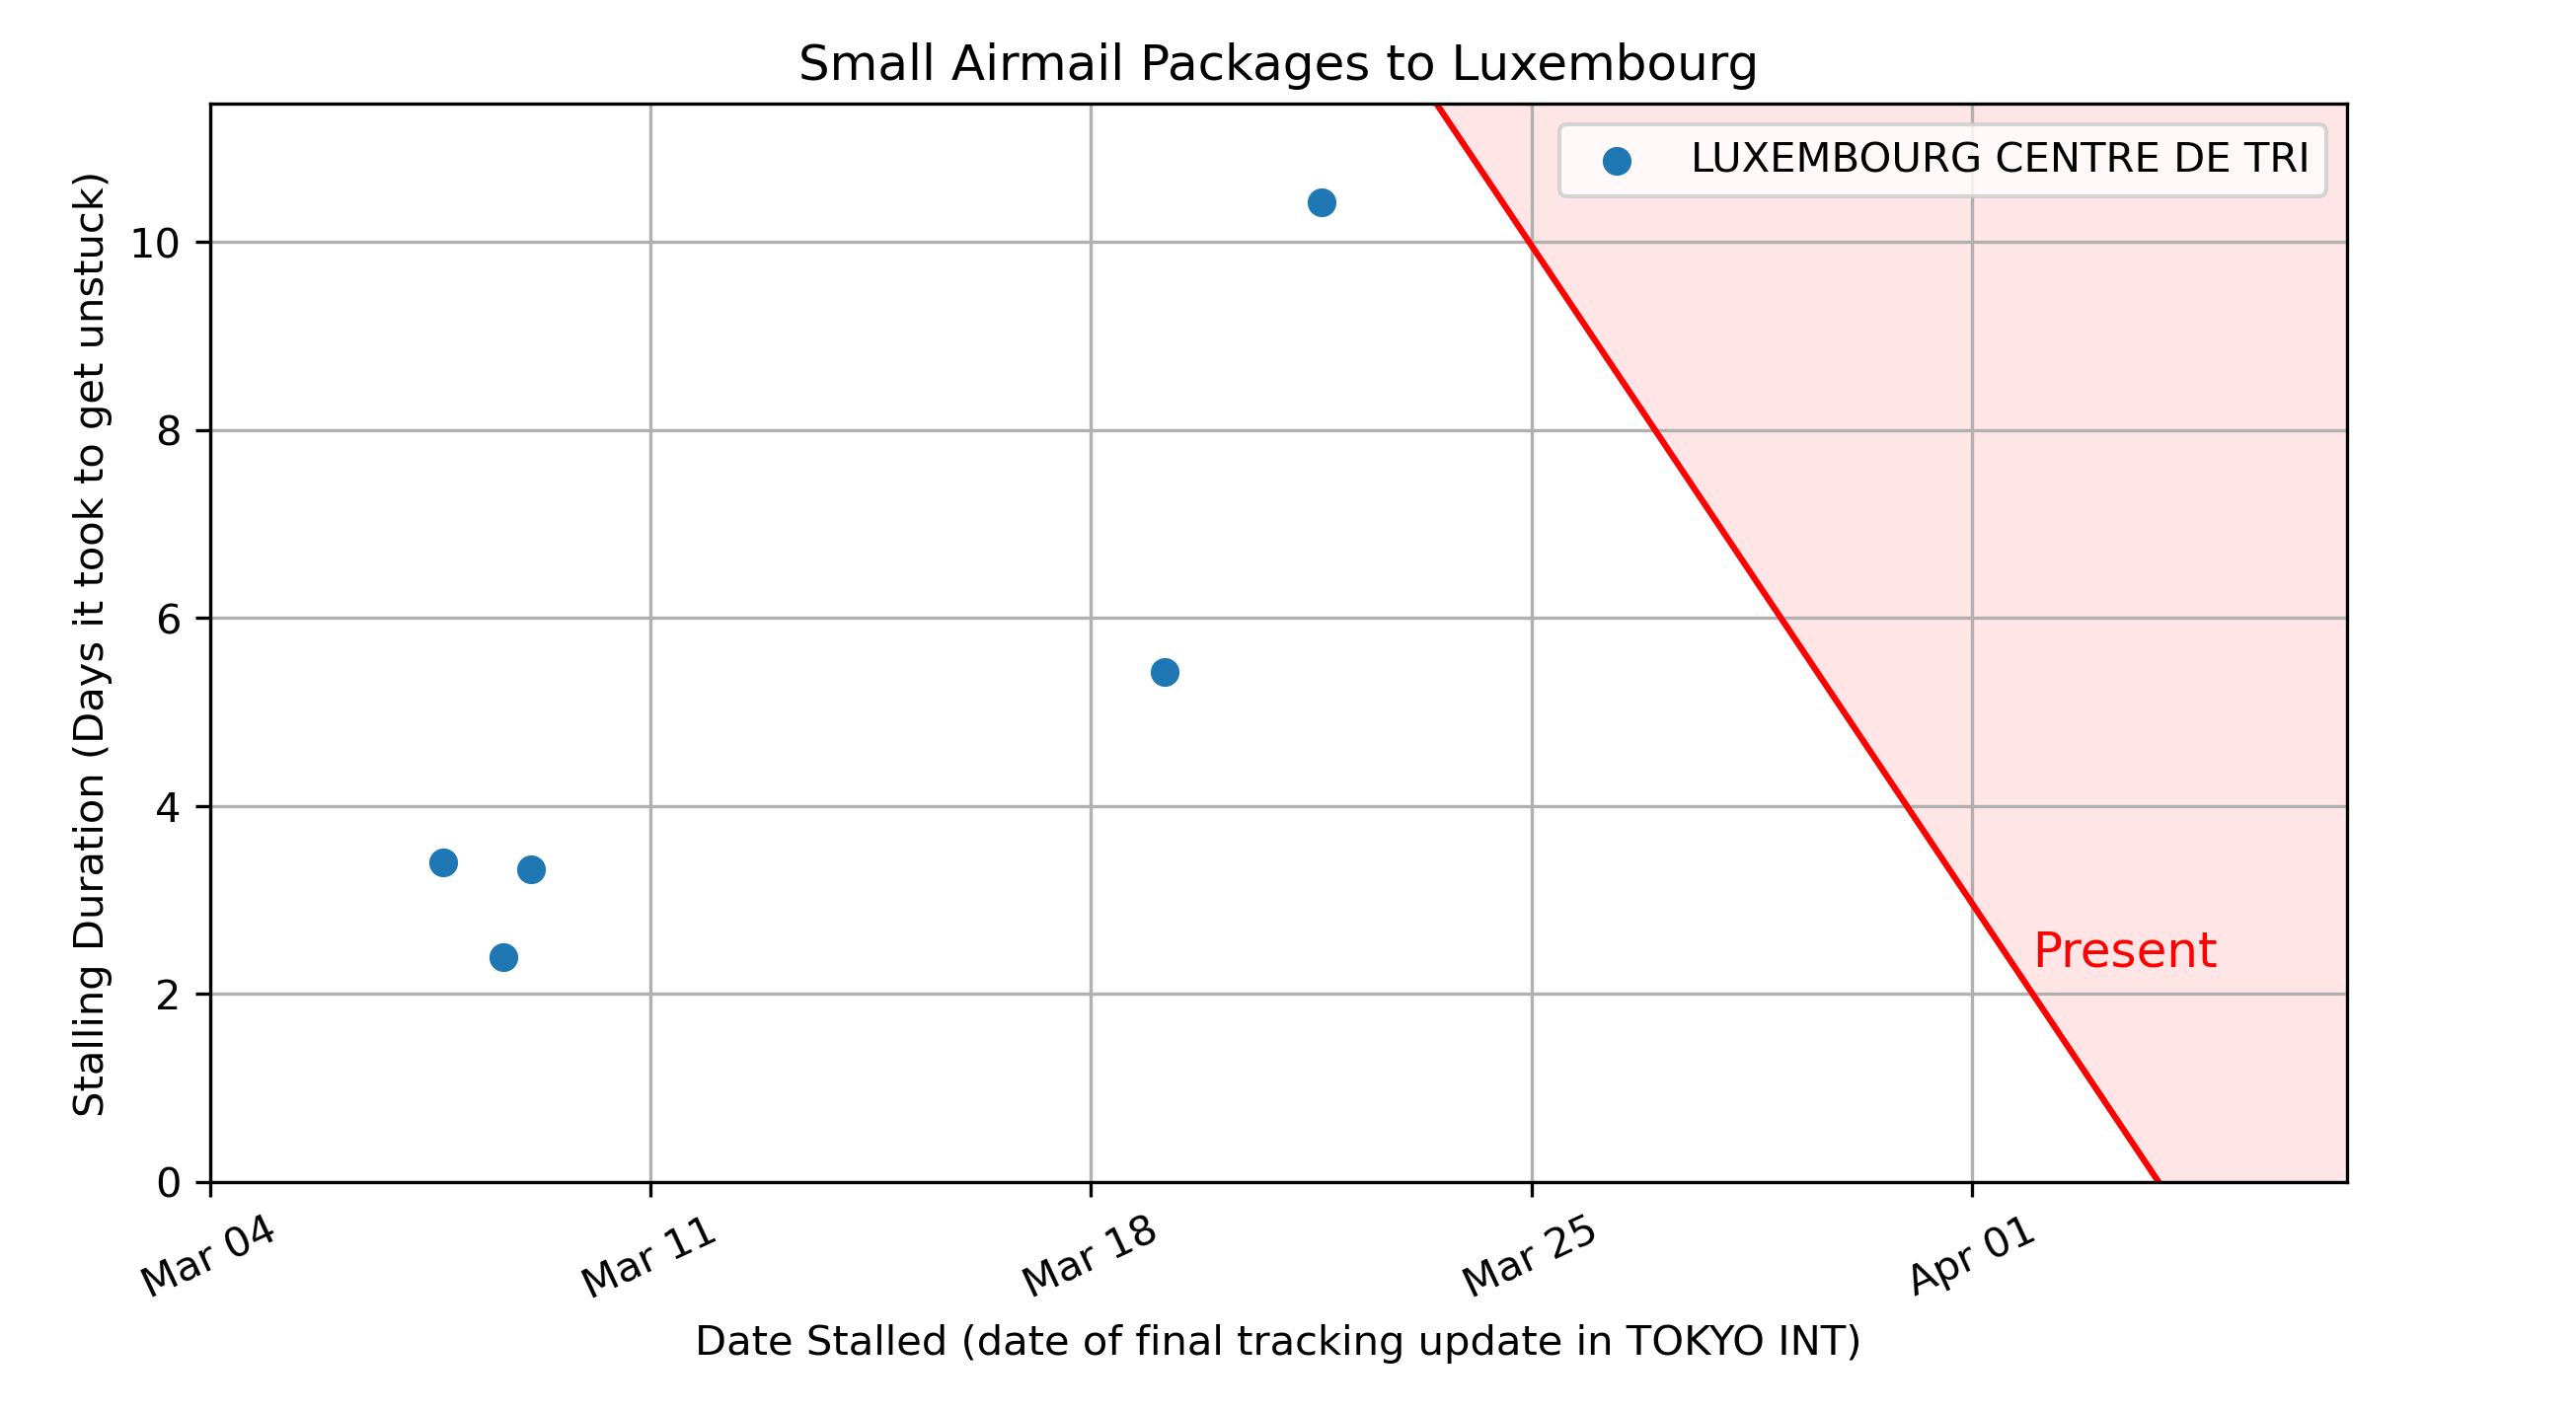 Small Airmail Packages to Luxembourg
LUXEMBOURG CENTRE DE TRI
Stalling Duration (Days it took to get unstuck)
10
8
6
4
2
0
Present
Mar 04
Mar 11
Mar 18
Mar 25
Apr 01
Date Stalled (date of final tracking update in TOKYO INT)